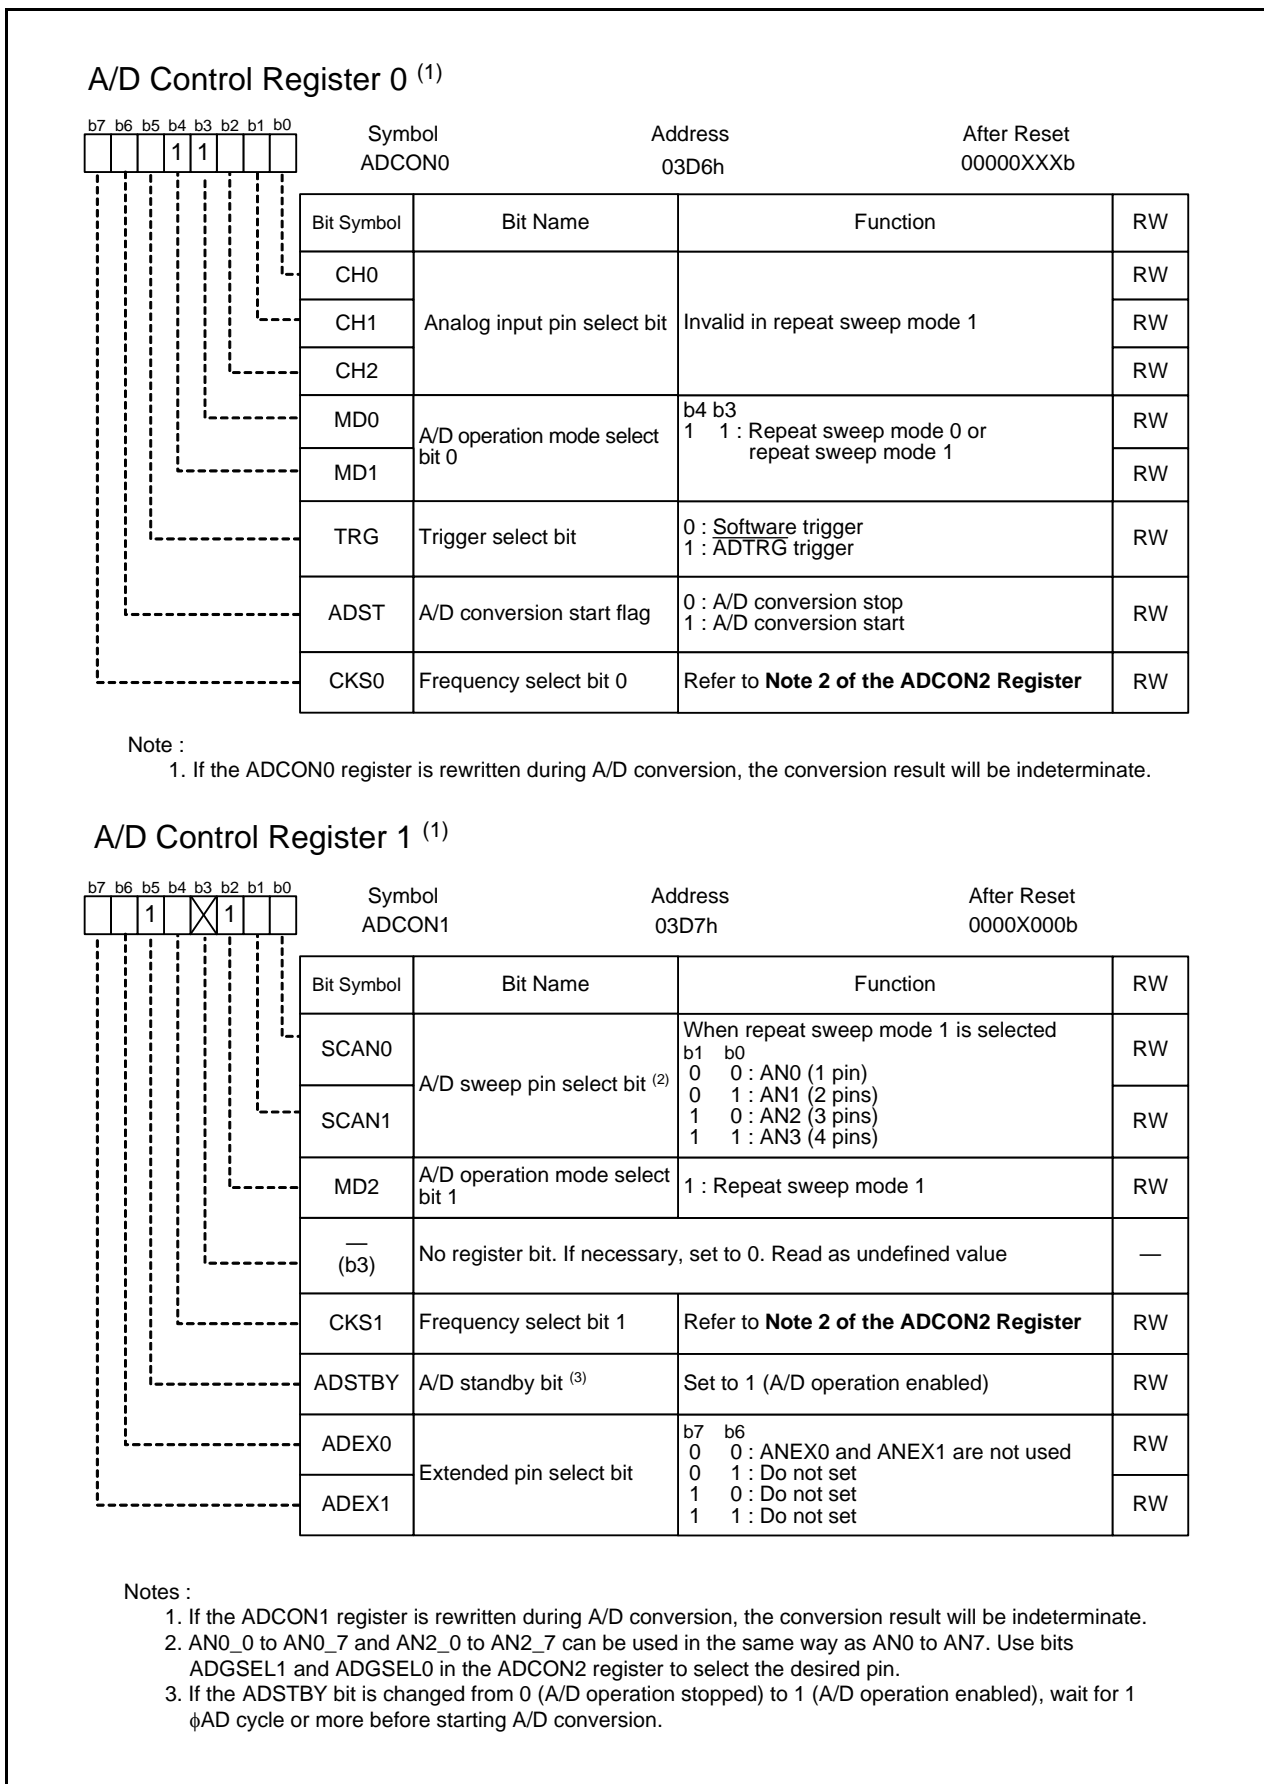 A/D Control Register 0 (1)
b7 b6 b5 b4 b3 b2 b1 b0
1 1
Symbol Address After Reset
ADCON0 03D6h 00000XXXb
Bit Symbol Bit Name Function RW
CH0 RW
CH1 Analog input pin select bit Invalid in repeat sweep mode 1 RW
CH2 RW
MD0 RW
A/D operation mode select
bit 0
b4 b3
1 1 : Repeat sweep mode 0 or
repeat sweep mode 1
MD1 RW
TRG Trigger select bit RW
0 : Software trigger
1 : ADTRG trigger
ADST A/D conversion start flag RW
0 : A/D conversion stop
1 : A/D conversion start
CKS0 Frequency select bit 0 Refer to Note 2 of the ADCON2 Register RW
Note :
1. If the ADCON0 register is rewritten during A/D conversion, the conversion result will be indeterminate.
A/D Control Register 1 (1)
b7 b6 b5 b4 b3 b2 b1 b0
1 1
Symbol Address After Reset
ADCON1 03D7h 0000X000b
Bit Symbol Bit Name Function RW
SCAN0 RW
A/D sweep pin select bit (2)
When repeat sweep mode 1 is selected
b1 b0
0 0 : AN0 (1 pin)
0 1 : AN1 (2 pins)
1 0 : AN2 (3 pins)
1 1 : AN3 (4 pins)
SCAN1 RW
MD2 RW
A/D operation mode select
bit 1
1 : Repeat sweep mode 1
—
(b3)
No register bit. If necessary, set to 0. Read as undefined value —
CKS1 Frequency select bit 1 Refer to Note 2 of the ADCON2 Register RW
ADSTBY A/D standby bit (3) Set to 1 (A/D operation enabled) RW
ADEX0 RW
Extended pin select bit
b7 b6
0 0 : ANEX0 and ANEX1 are not used
0 1 : Do not set
1 0 : Do not set
1 1 : Do not set
ADEX1 RW
Notes :
1. If the ADCON1 register is rewritten during A/D conversion, the conversion result will be indeterminate.
2. AN0_0 to AN0_7 and AN2_0 to AN2_7 can be used in the same way as AN0 to AN7. Use bits
ADGSEL1 and ADGSEL0 in the ADCON2 register to select the desired pin.
3. If the ADSTBY bit is changed from 0 (A/D operation stopped) to 1 (A/D operation enabled), wait for 1
ϕAD cycle or more before starting A/D conversion.